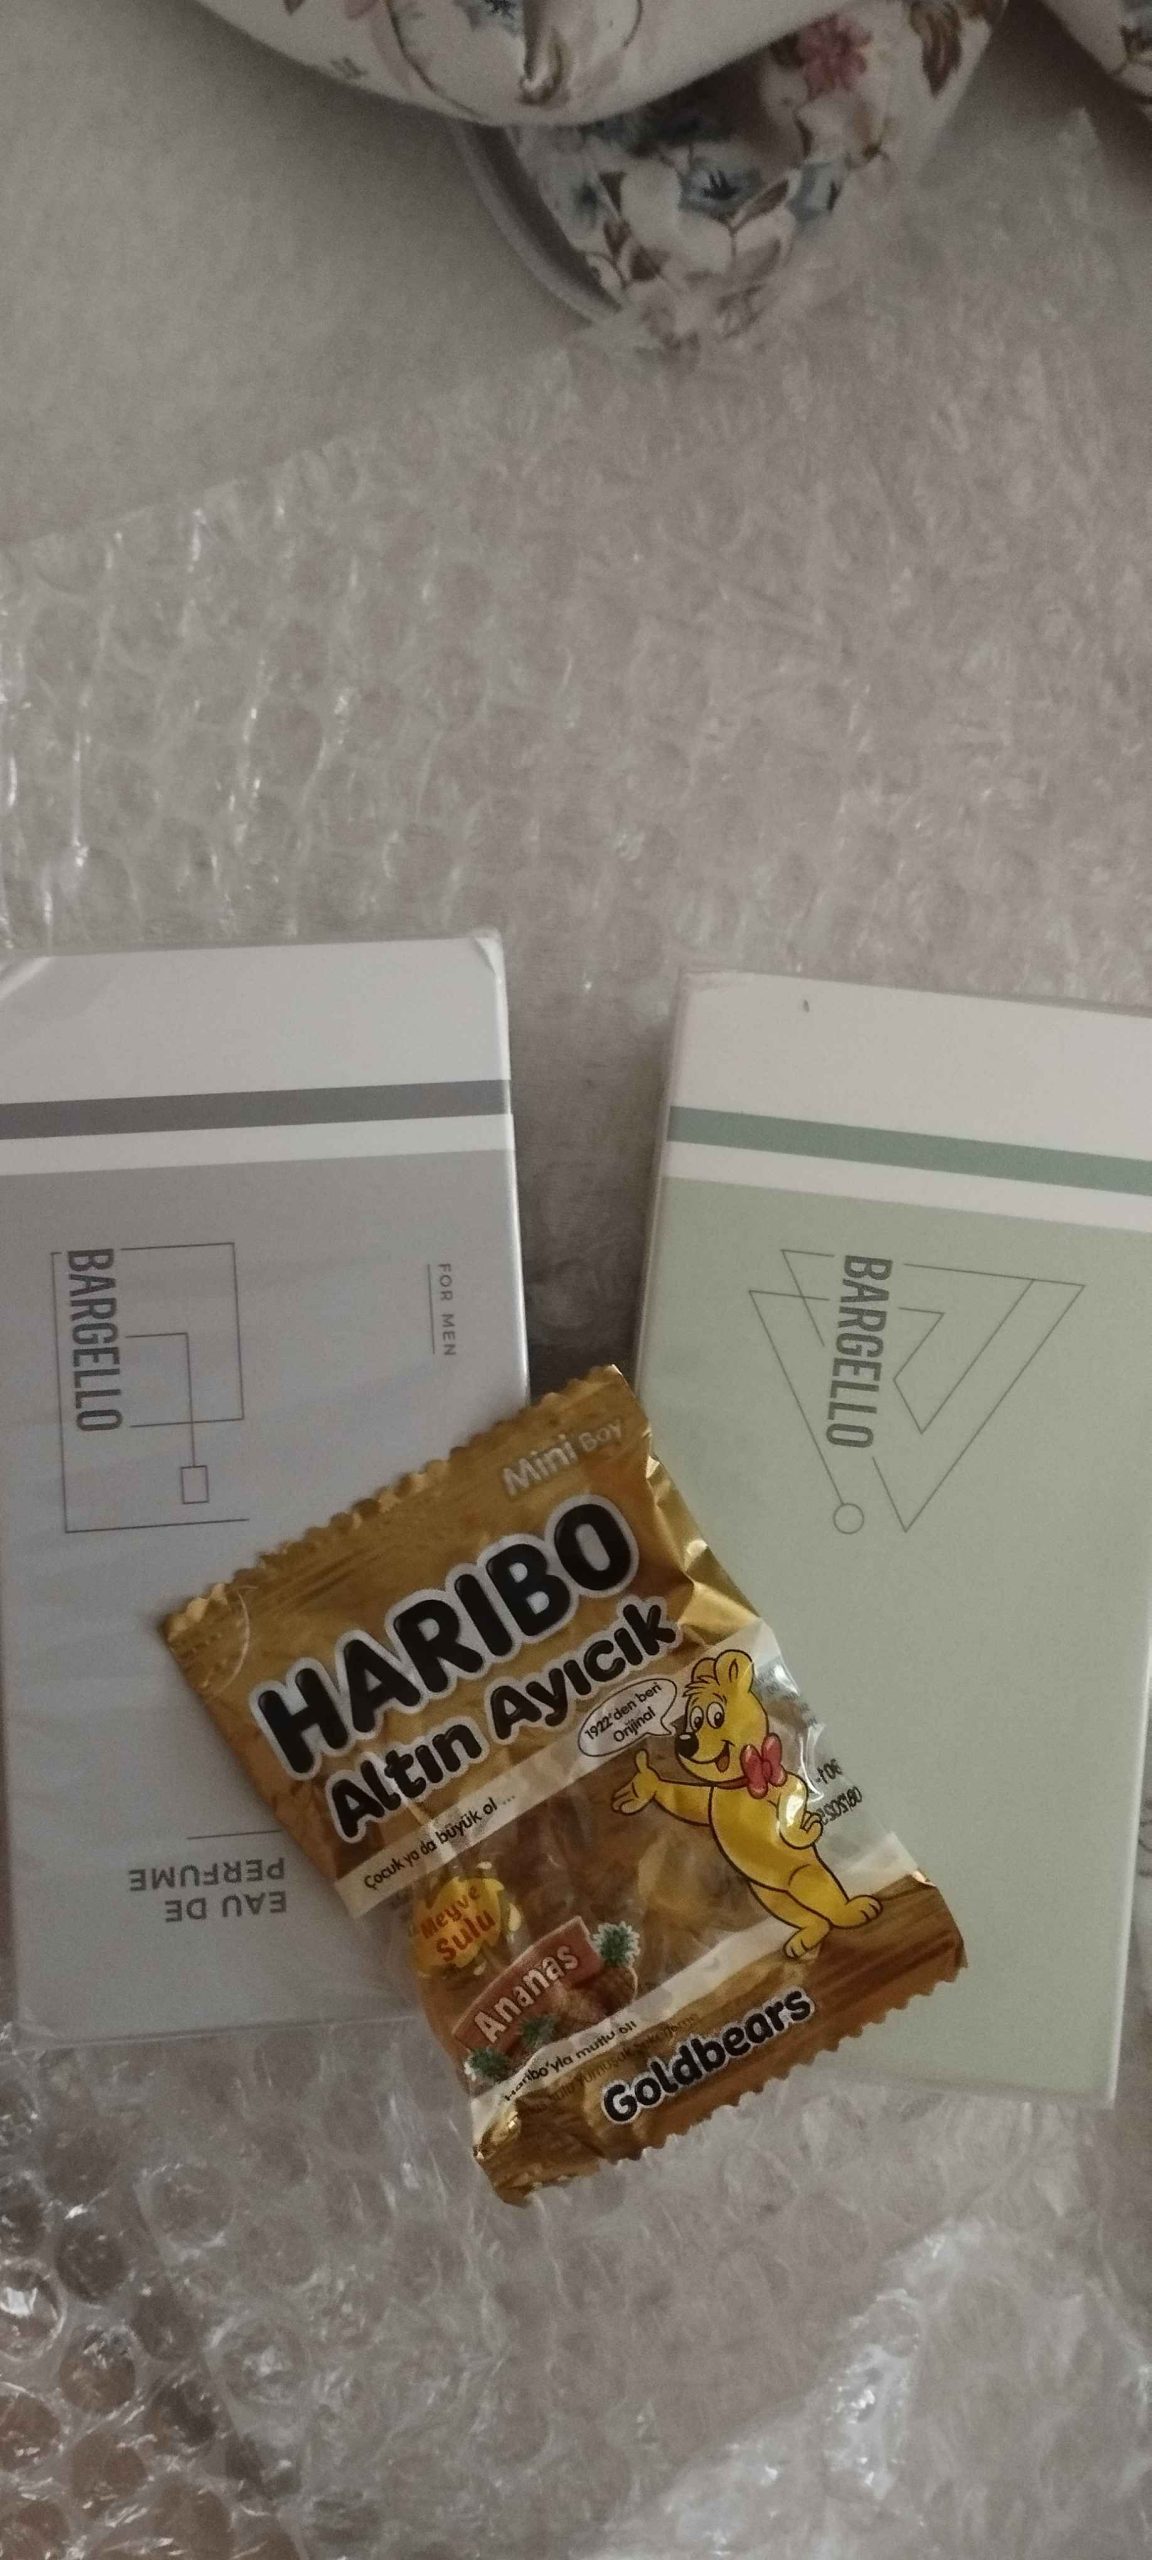 BARGELLO
FOR MEN
EAU DE
PERFUME
BARGELLO
Mini Boy
HARIBO
Altın Ayıcık
1922'den beri
Orijinal
Çocuk ya da büyük ol ...
Meyve
Sulu
Ananas
Haribo'yla mutlu ol!
Goldbears